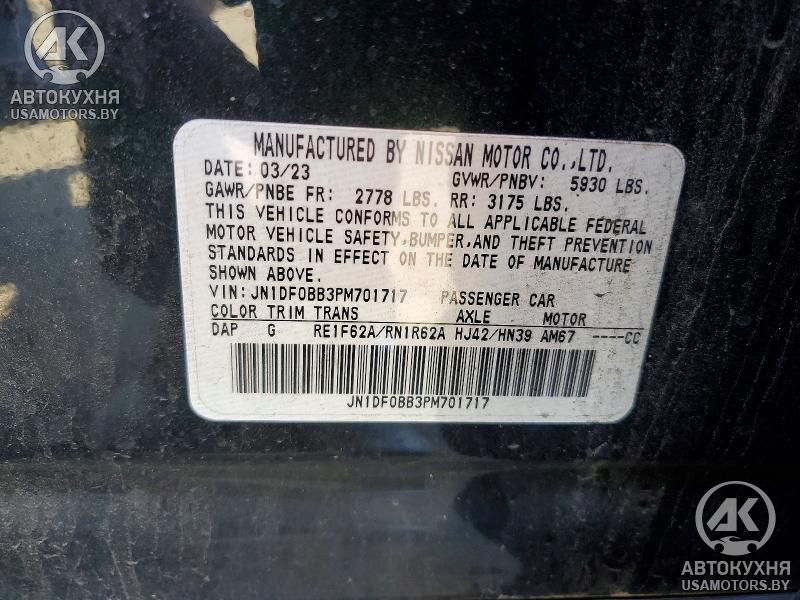 AK
АВТОКУХНЯ
USAMOTORS.BY
MANUFACTURED BY NISSAN MOTOR CO.,LTD.
DATE: 03/23 GVWR/PNBV: 5930 LBS.
GAWR/PNBE FR: 2778 LBS. RR: 3175 LBS.
THIS VEHICLE CONFORMS TO ALL APPLICABLE FEDERAL
MOTOR VEHICLE SAFETY,BUMPER,AND THEFT PREVENTION
STANDARDS IN EFFECT ON THE DATE OF MANUFACTURE
SHOWN ABOVE.
VIN: JN1DF0BB3PM701717 PASSENGER CAR
COLOR TRIM TRANS AXLE MOTOR
DAP G RE1F62A/RN1R62A HJ42/HN39 AM67 ----CC
JN1DF0BB3PM701717
AK
АВТОКУХНЯ
USAMOTORS.BY